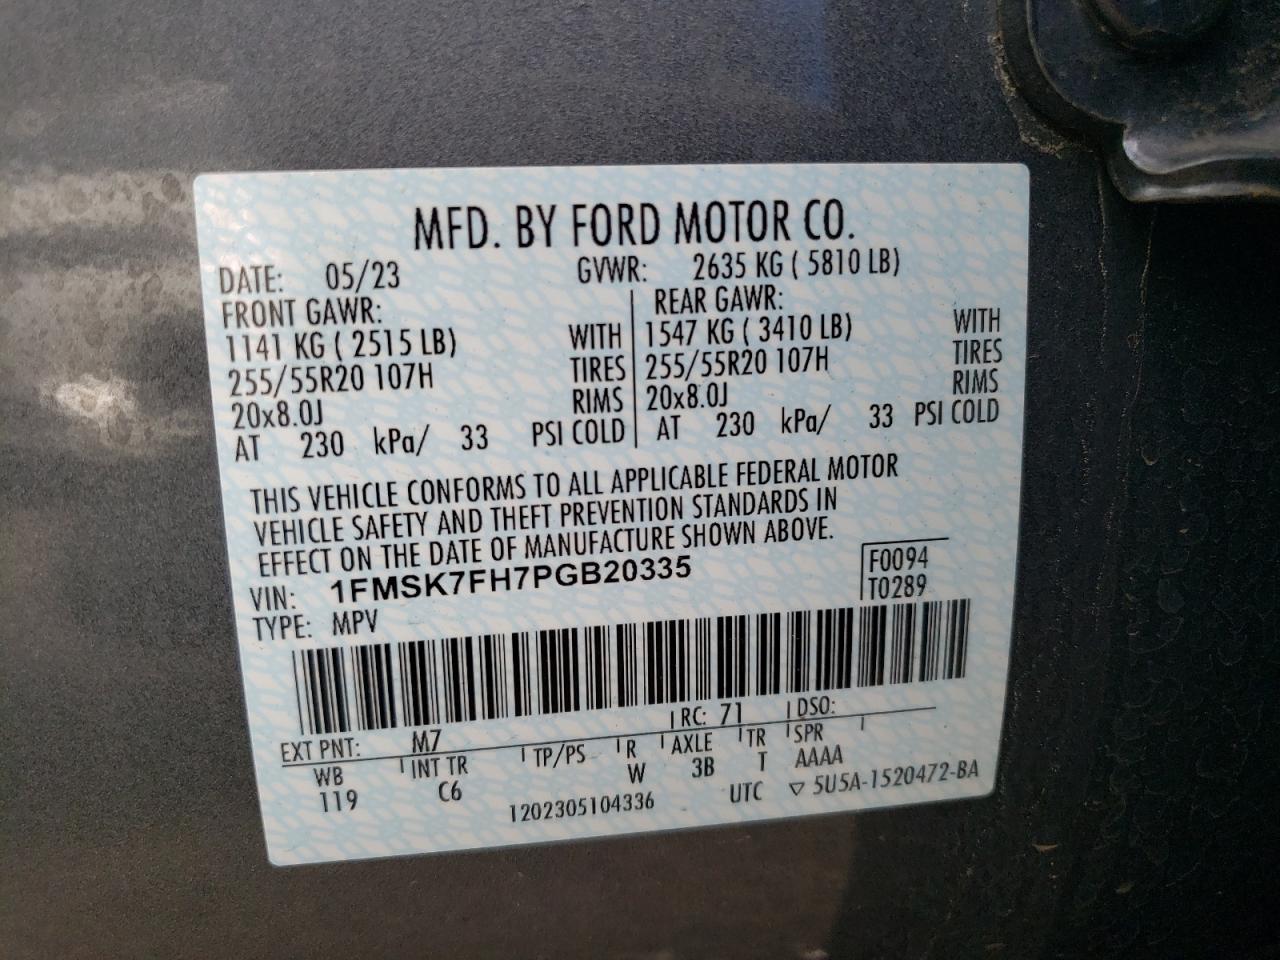 MFD. BY FORD MOTOR CO.
DATE: 05/23 GVWR: 2635 KG ( 5810 LB)
FRONT GAWR: REAR GAWR:
1141 KG ( 2515 LB) WITH 1547 KG ( 3410 LB) WITH
255/55R20 107H TIRES 255/55R20 107H TIRES
20x8.0J RIMS 20x8.0J RIMS
AT 230 kPa/ 33 PSI COLD AT 230 kPa/ 33 PSI COLD
THIS VEHICLE CONFORMS TO ALL APPLICABLE FEDERAL MOTOR
VEHICLE SAFETY AND THEFT PREVENTION STANDARDS IN
EFFECT ON THE DATE OF MANUFACTURE SHOWN ABOVE.
VIN: 1FMSK7FH7PGB20335 F0094
TYPE: MPV T0289
EXT PNT: M7 RC: 71 DSO:
WB INT TR TP/PS R AXLE TR SPR
119 C6 W 3B T AAAA
1202305104336 UTC ▽ 5U5A-1520472-BA